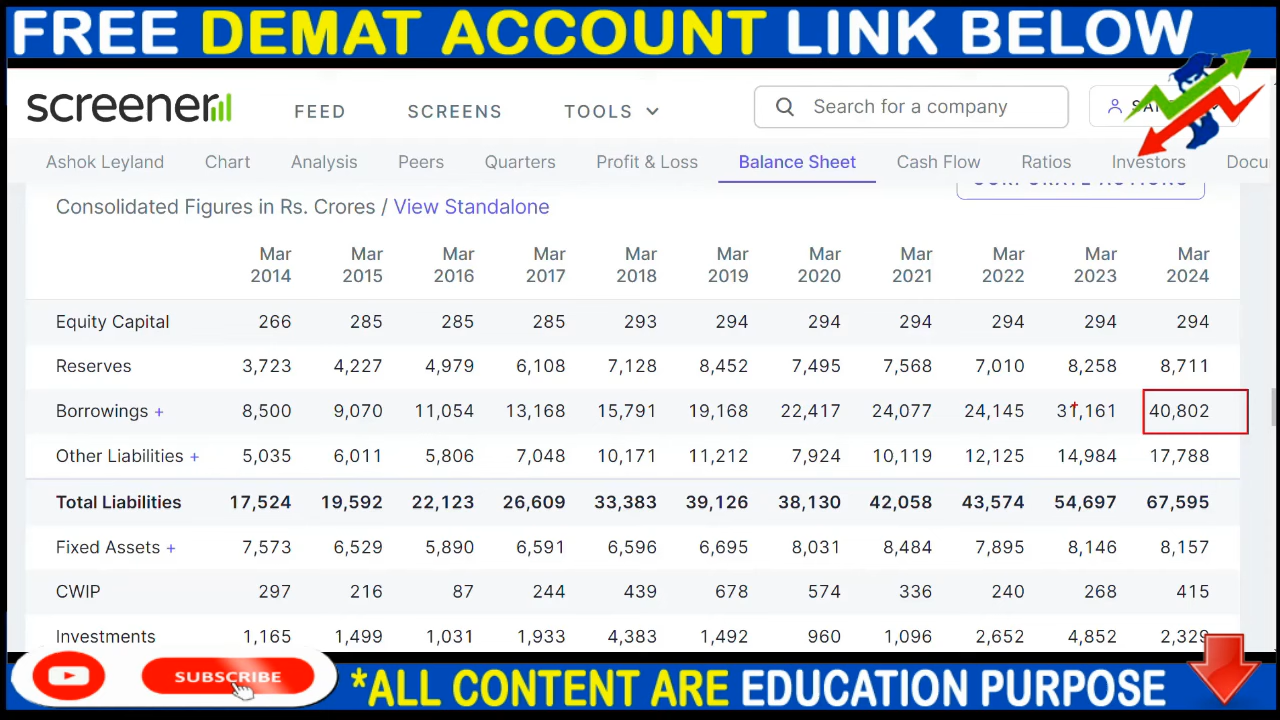 FREE DEMAT ACCOUNT LINK BELOW
screener FEED SCREENS TOOLS Search for a company
Ashok Leyland Chart Analysis Peers Quarters Profit & Loss Balance Sheet Cash Flow Ratios Investors Docu
CORPORATE ACTIONS
Consolidated Figures in Rs. Crores / View Standalone
Mar Mar Mar Mar Mar Mar Mar Mar Mar Mar Mar
2014 2015 2016 2017 2018 2019 2020 2021 2022 2023 2024
Equity Capital 266 285 285 285 293 294 294 294 294 294 294
Reserves 3,723 4,227 4,979 6,108 7,128 8,452 7,495 7,568 7,010 8,258 8,711
Borrowings + 8,500 9,070 11,054 13,168 15,791 19,168 22,417 24,077 24,145 31,161 40,802
Other Liabilities + 5,035 6,011 5,806 7,048 10,171 11,212 7,924 10,119 12,125 14,984 17,788
Total Liabilities 17,524 19,592 22,123 26,609 33,383 39,126 38,130 42,058 43,574 54,697 67,595
Fixed Assets + 7,573 6,529 5,890 6,591 6,596 6,695 8,031 8,484 7,895 8,146 8,157
CWIP 297 216 87 244 439 678 574 336 240 268 415
Investments 1,165 1,499 1,031 1,933 4,383 1,492 960 1,096 2,652 4,852 2,329
SUBSCRIBE
*ALL CONTENT ARE EDUCATION PURPOSE